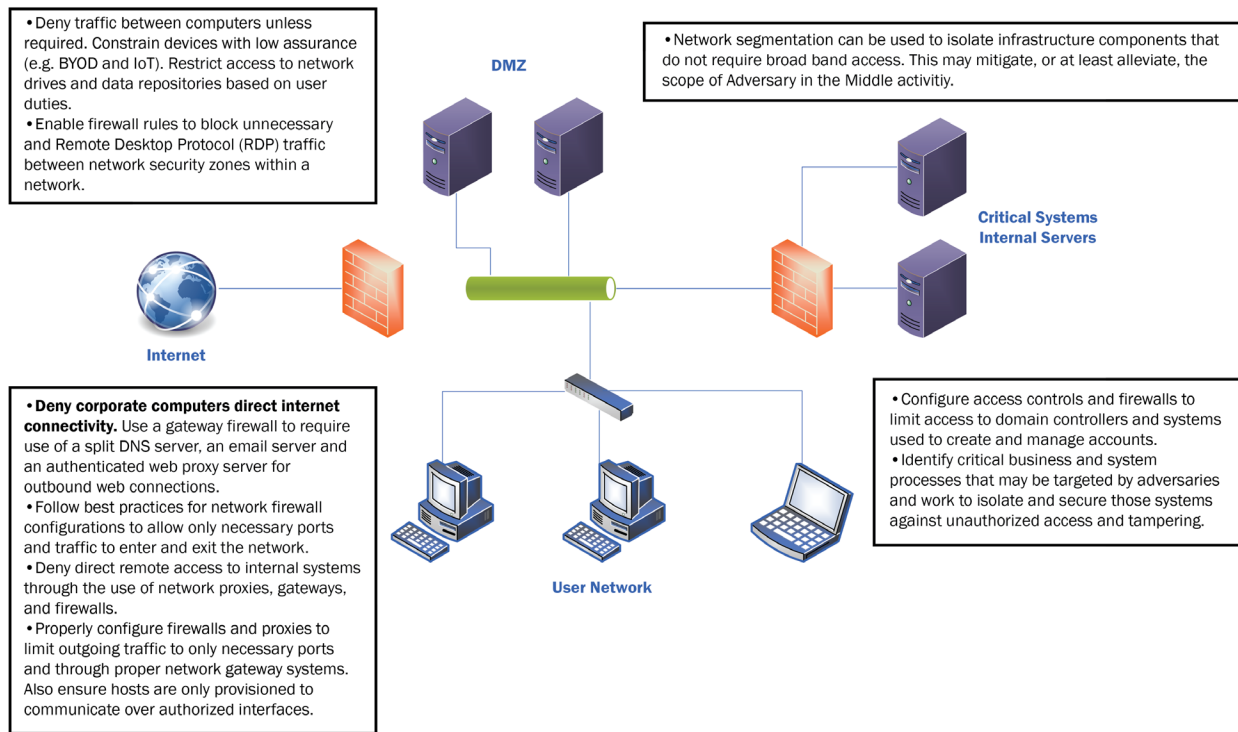 •Deny traffic between computers unless
required. Constrain devices with low assurance
(e.g. BYOD and IoT). Restrict access to network
drives and data repositories based on user
duties.
•Enable firewall rules to block unnecessary
and Remote Desktop Protocol (RDP) traffic
between network security zones within a
network.
DMZ
•Network segmentation can be used to isolate infrastructure components that
do not require broad band access. This may mitigate, or at least alleviate, the
scope of Adversary in the Middle activitiy.
Critical Systems
Internal Servers
Internet
•Deny corporate computers direct internet
connectivity. Use a gateway firewall to require
use of a split DNS server, an email server and
an authenticated web proxy server for
outbound web connections.
•Follow best practices for network firewall
configurations to allow only necessary ports
and traffic to enter and exit the network.
•Deny direct remote access to internal systems
through the use of network proxies, gateways,
and firewalls.
•Properly configure firewalls and proxies to
limit outgoing traffic to only necessary ports
and through proper network gateway systems.
Also ensure hosts are only provisioned to
communicate over authorized interfaces.
User Network
•Configure access controls and firewalls to
limit access to domain controllers and systems
used to create and manage accounts.
•Identify critical business and system
processes that may be targeted by adversaries
and work to isolate and secure those systems
against unauthorized access and tampering.